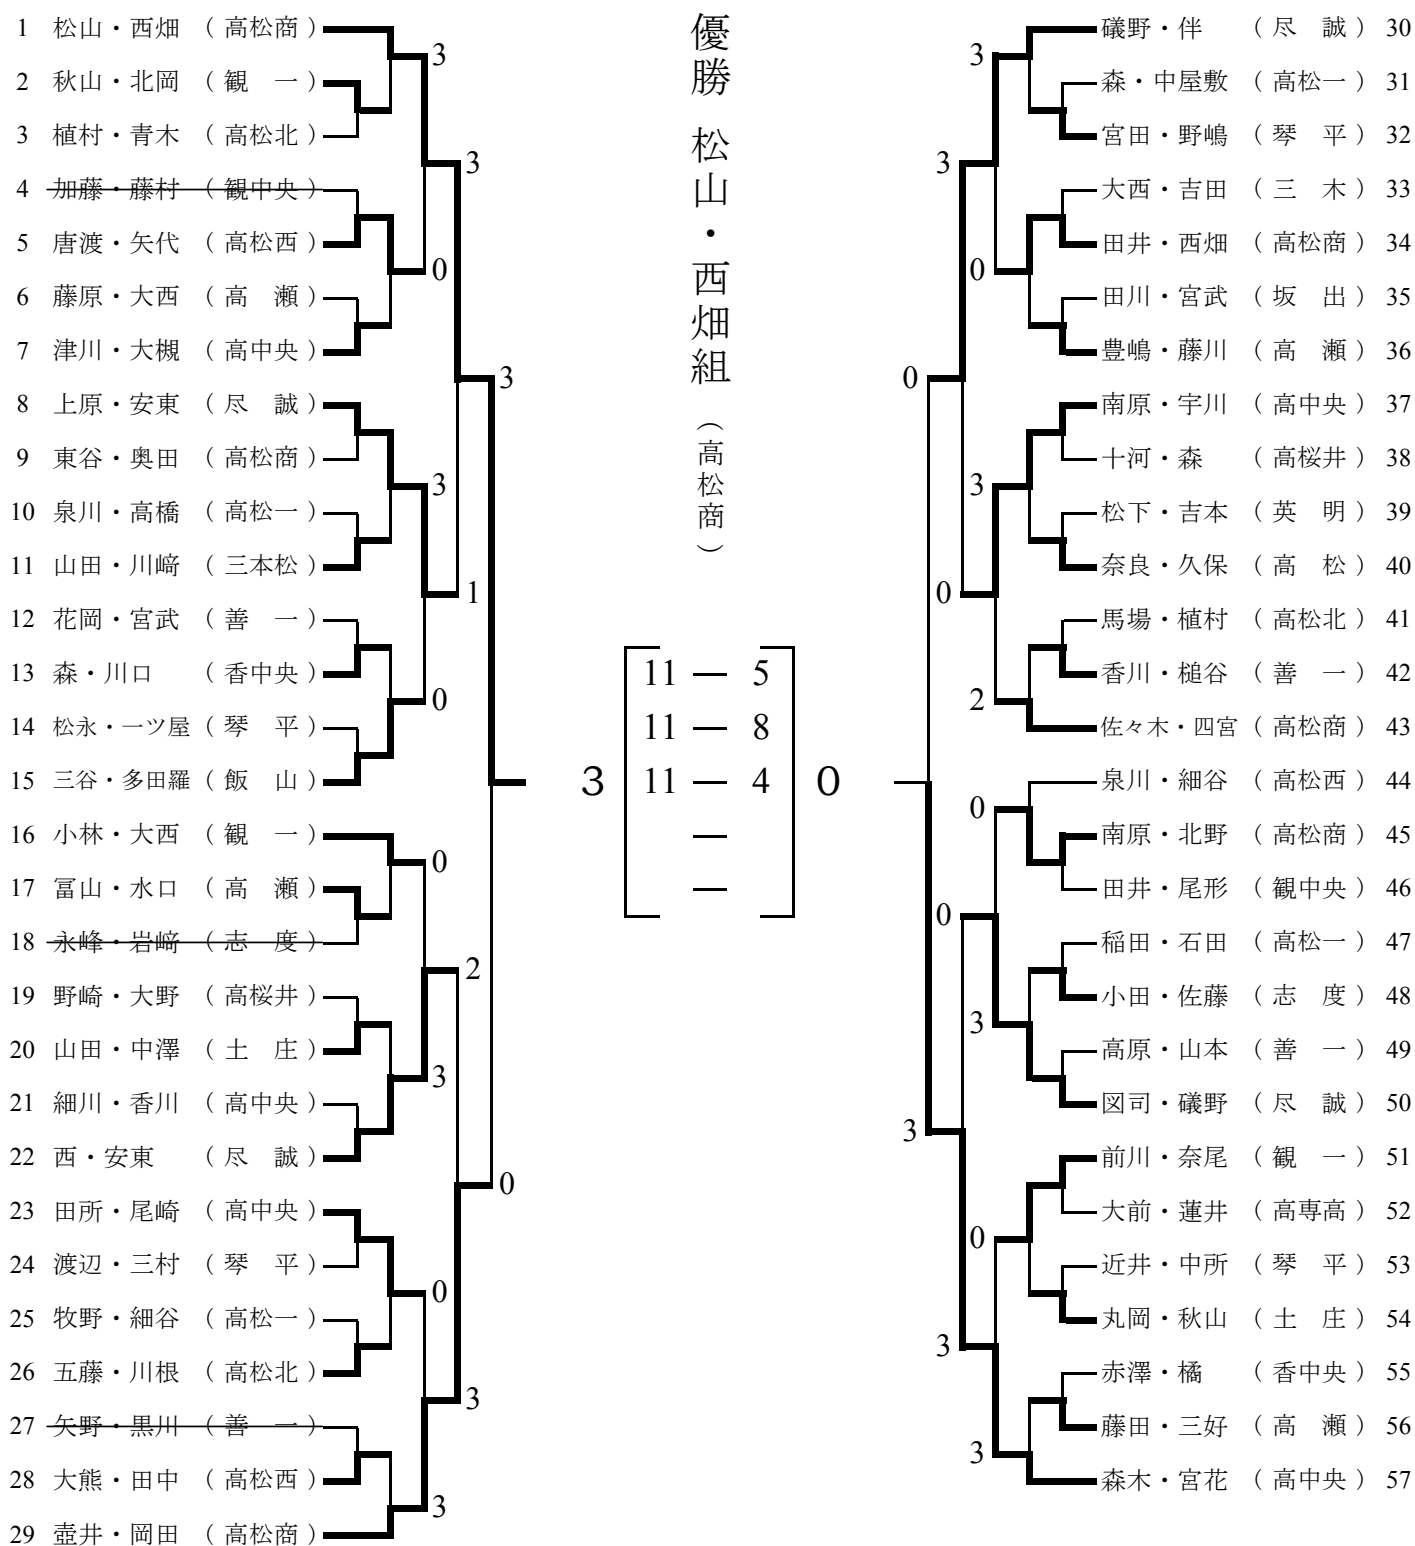 優勝 松山・西畑組（高松商）
1 松山・西畑 （ 高松商 ）
2 秋山・北岡 （ 観　一 ）
3 植村・青木 （ 高松北 ）
4 加藤・藤村 （ 観中央 ）
5 唐渡・矢代 （ 高松西 ）
6 藤原・大西 （ 高　瀬 ）
7 津川・大槻 （ 高中央 ）
8 上原・安東 （ 尽　誠 ）
9 東谷・奥田 （ 高松商 ）
10 泉川・高橋 （ 高松一 ）
11 山田・川﨑 （ 三本松 ）
12 花岡・宮武 （ 善　一 ）
13 森・川口 （ 香中央 ）
14 松永・一ツ屋 （ 琴　平 ）
15 三谷・多田羅 （ 飯　山 ）
16 小林・大西 （ 観　一 ）
17 冨山・水口 （ 高　瀬 ）
18 永峰・岩﨑 （ 志　度 ）
19 野崎・大野 （ 高桜井 ）
20 山田・中澤 （ 土　庄 ）
21 細川・香川 （ 高中央 ）
22 西・安東 （ 尽　誠 ）
23 田所・尾崎 （ 高中央 ）
24 渡辺・三村 （ 琴　平 ）
25 牧野・細谷 （ 高松一 ）
26 五藤・川根 （ 高松北 ）
27 矢野・黒川 （ 善　一 ）
28 大熊・田中 （ 高松西 ）
29 壺井・岡田 （ 高松商 ）
3
0
3
0
0
3
0
3
3
1
2
3
3
0
3
11 — 5
11 — 8
11 — 4
—
—
0
0
3
3
0
0
3
3
0
3
2
0
3
0
3
礒野・伴 （ 尽　誠 ） 30
森・中屋敷 （ 高松一 ） 31
宮田・野嶋 （ 琴　平 ） 32
大西・吉田 （ 三　木 ） 33
田井・西畑 （ 高松商 ） 34
田川・宮武 （ 坂　出 ） 35
豊嶋・藤川 （ 高　瀬 ） 36
南原・宇川 （ 高中央 ） 37
十河・森 （ 高桜井 ） 38
松下・吉本 （ 英　明 ） 39
奈良・久保 （ 高　松 ） 40
馬場・植村 （ 高松北 ） 41
香川・槌谷 （ 善　一 ） 42
佐々木・四宮 （ 高松商 ） 43
泉川・細谷 （ 高松西 ） 44
南原・北野 （ 高松商 ） 45
田井・尾形 （ 観中央 ） 46
稲田・石田 （ 高松一 ） 47
小田・佐藤 （ 志　度 ） 48
高原・山本 （ 善　一 ） 49
図司・礒野 （ 尽　誠 ） 50
前川・奈尾 （ 観　一 ） 51
大前・蓮井 （ 高専高 ） 52
近井・中所 （ 琴　平 ） 53
丸岡・秋山 （ 土　庄 ） 54
赤澤・橘 （ 香中央 ） 55
藤田・三好 （ 高　瀬 ） 56
森木・宮花 （ 高中央 ） 57